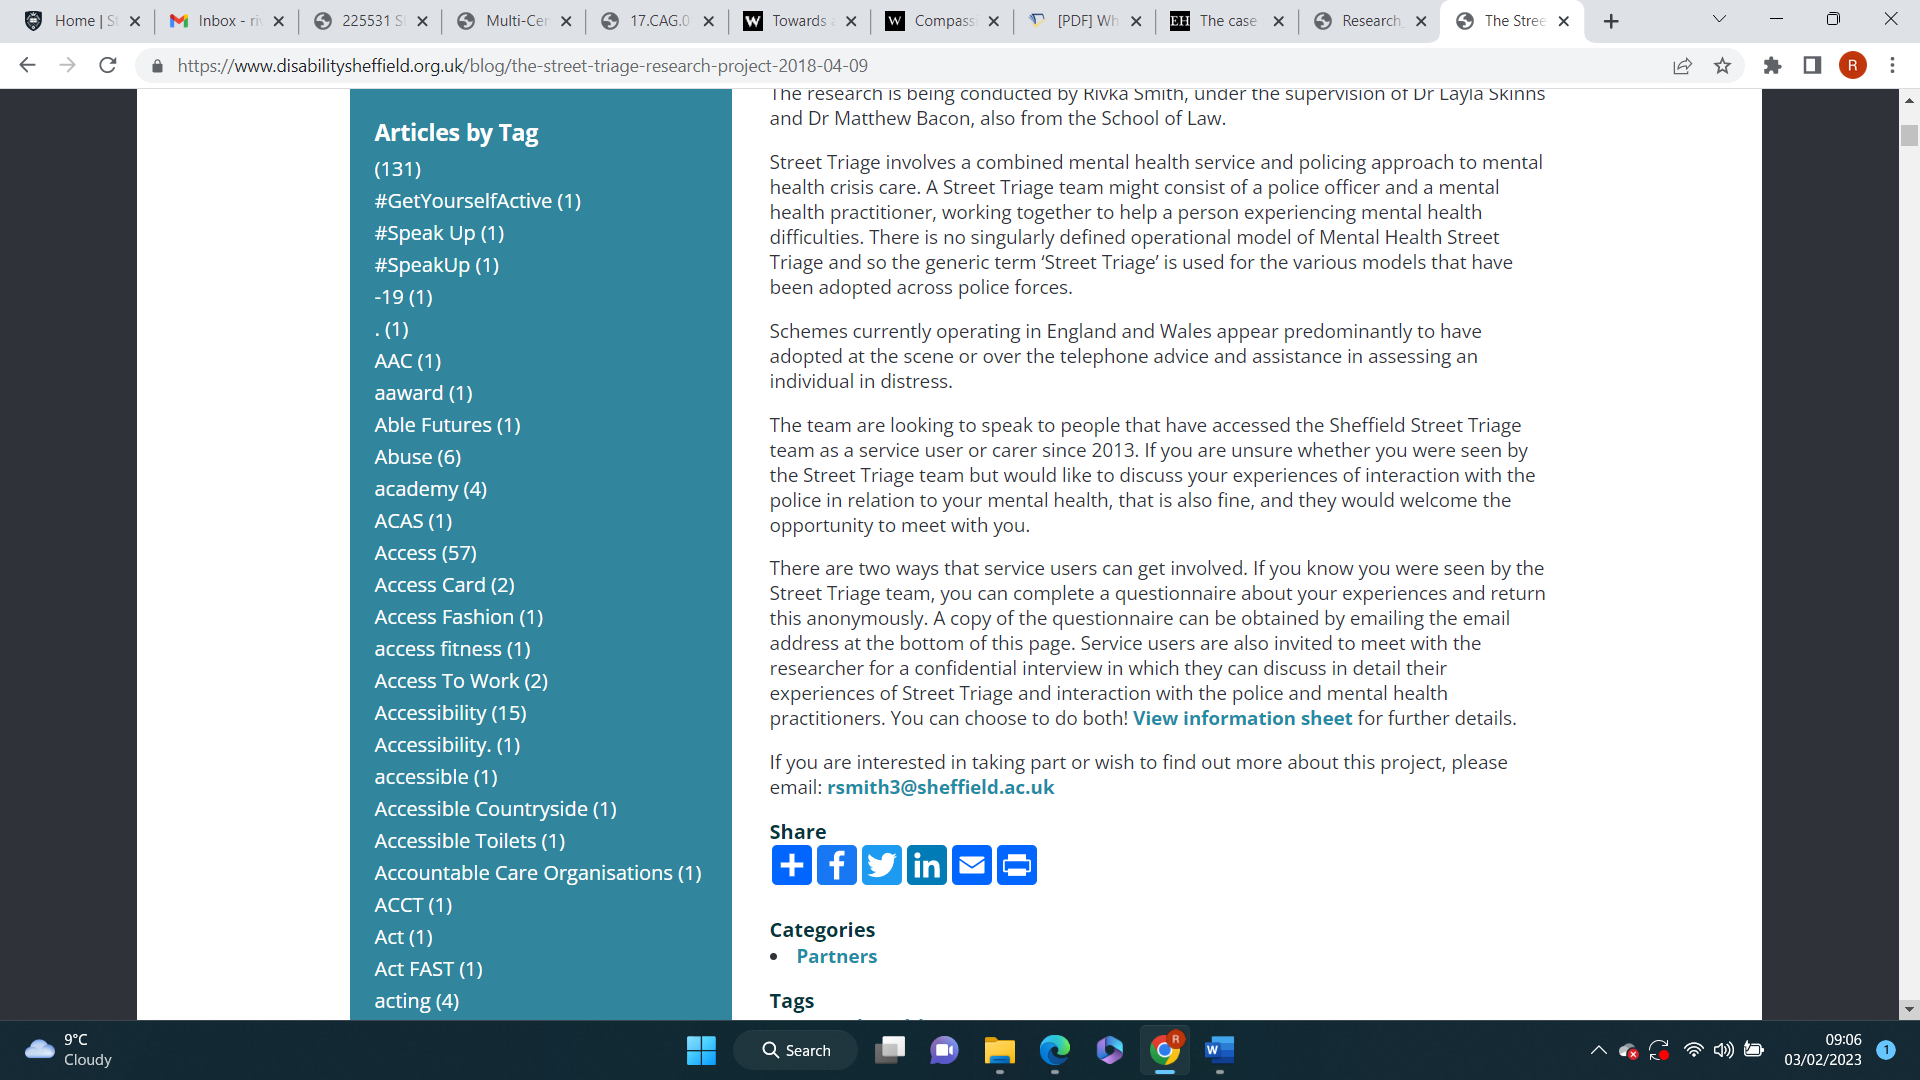 Home | St
Inbox - ri
225531 S
Multi-Cen
17.CAG.0
Towards a
Compass
[PDF] Wh
EH The case
Research
The Stree
https://www.disabilitysheffield.org.uk/blog/the-street-triage-research-project-2018-04-09
R
Articles by Tag
(131)
#GetYourselfActive (1)
#Speak Up (1)
#SpeakUp (1)
-19 (1)
. (1)
AAC (1)
aaward (1)
Able Futures (1)
Abuse (6)
academy (4)
ACAS (1)
Access (57)
Access Card (2)
Access Fashion (1)
access fitness (1)
Access To Work (2)
Accessibility (15)
Accessibility. (1)
accessible (1)
Accessible Countryside (1)
Accessible Toilets (1)
Accountable Care Organisations (1)
ACCT (1)
Act (1)
Act FAST (1)
acting (4)
The research is being conducted by Rivka Smith, under the supervision of Dr Layla Skinns
and Dr Matthew Bacon, also from the School of Law.
Street Triage involves a combined mental health service and policing approach to mental
health crisis care. A Street Triage team might consist of a police officer and a mental
health practitioner, working together to help a person experiencing mental health
difficulties. There is no singularly defined operational model of Mental Health Street
Triage and so the generic term ‘Street Triage’ is used for the various models that have
been adopted across police forces.
Schemes currently operating in England and Wales appear predominantly to have
adopted at the scene or over the telephone advice and assistance in assessing an
individual in distress.
The team are looking to speak to people that have accessed the Sheffield Street Triage
team as a service user or carer since 2013. If you are unsure whether you were seen by
the Street Triage team but would like to discuss your experiences of interaction with the
police in relation to your mental health, that is also fine, and they would welcome the
opportunity to meet with you.
There are two ways that service users can get involved. If you know you were seen by the
Street Triage team, you can complete a questionnaire about your experiences and return
this anonymously. A copy of the questionnaire can be obtained by emailing the email
address at the bottom of this page. Service users are also invited to meet with the
researcher for a confidential interview in which they can discuss in detail their
experiences of Street Triage and interaction with the police and mental health
practitioners. You can choose to do both! View information sheet for further details.
If you are interested in taking part or wish to find out more about this project, please
email: rsmith3@sheffield.ac.uk
Share
Categories
Partners
Tags
9°C
Cloudy
Search
09:06
03/02/2023
1